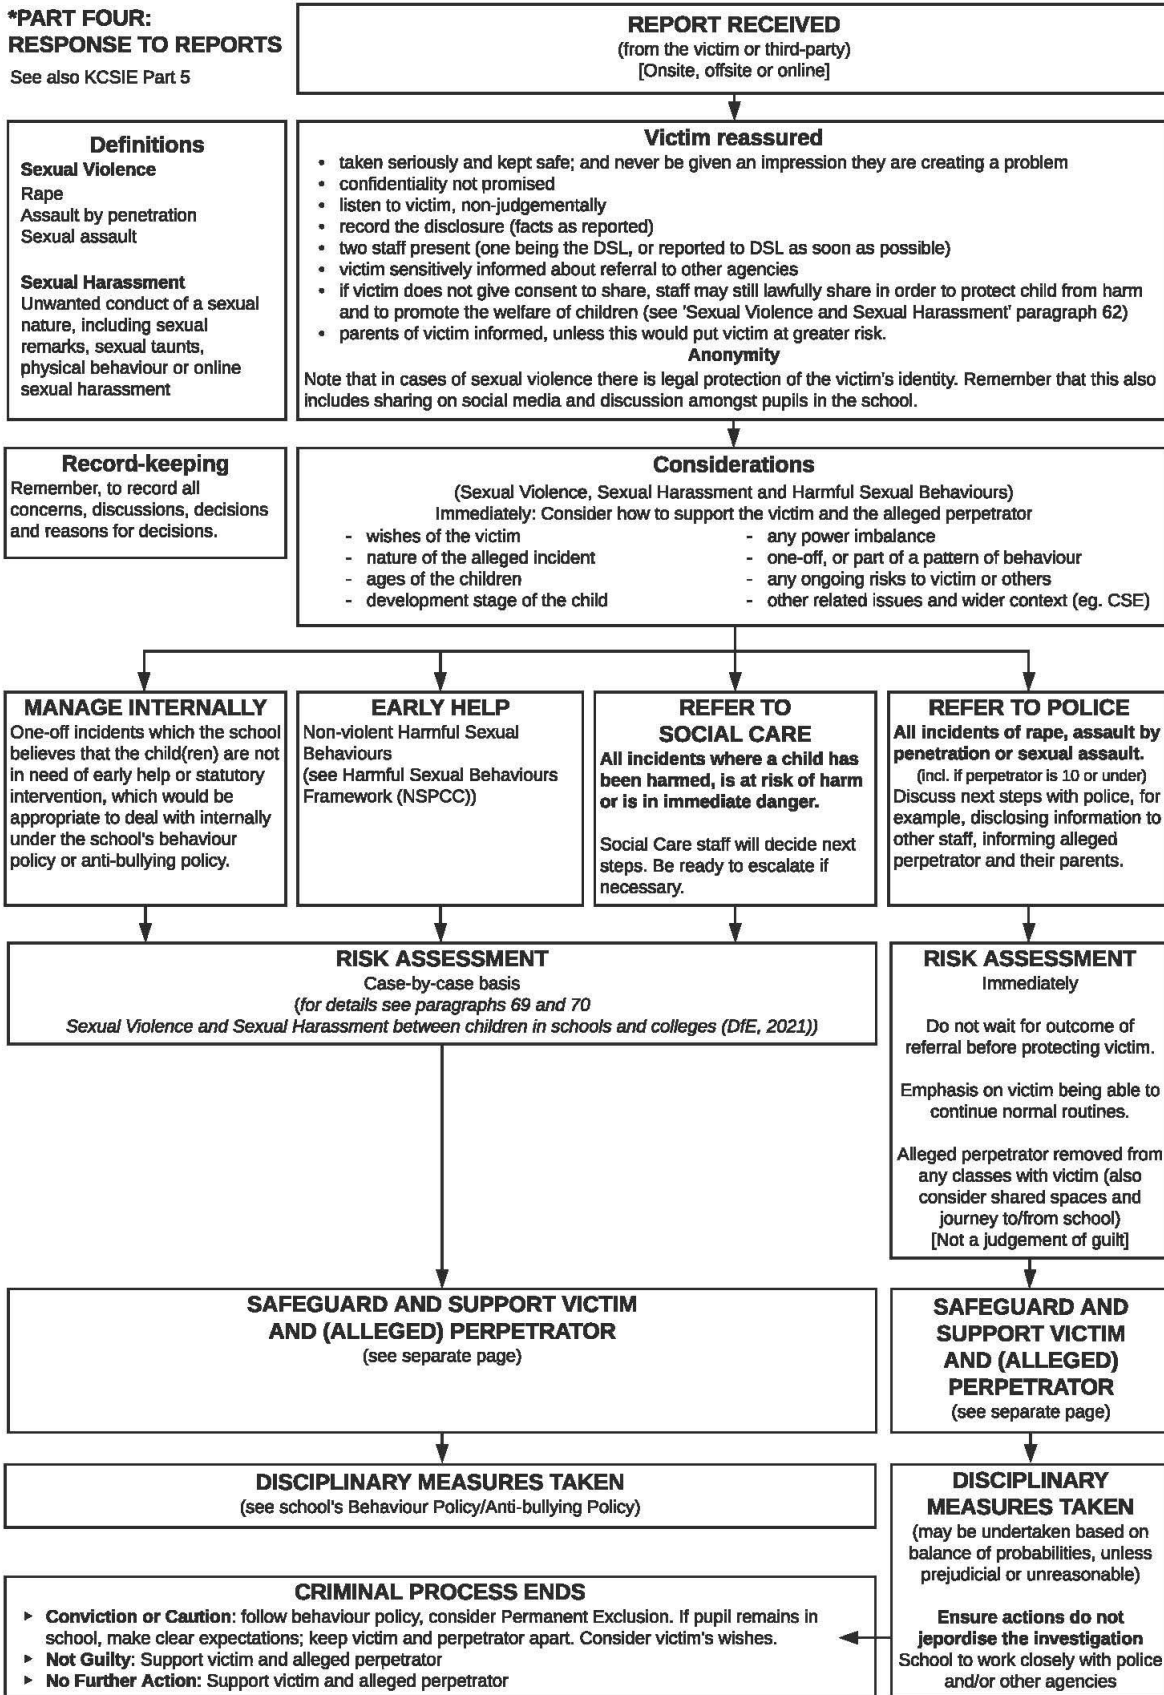 *PART FOUR:
RESPONSE TO REPORTS
See also KCSIE Part 5
REPORT RECEIVED
(from the victim or third-party)
[Onsite, offsite or online]
Definitions
Sexual Violence
Rape
Assault by penetration
Sexual assault
Sexual Harassment
Unwanted conduct of a sexual
nature, including sexual
remarks, sexual taunts,
physical behaviour or online
sexual harassment
Victim reassured
• taken seriously and kept safe; and never be given an impression they are creating a problem
• confidentiality not promised
• listen to victim, non-judgementally
• record the disclosure (facts as reported)
• two staff present (one being the DSL, or reported to DSL as soon as possible)
• victim sensitively informed about referral to other agencies
• if victim does not give consent to share, staff may still lawfully share in order to protect child from harm
and to promote the welfare of children (see 'Sexual Violence and Sexual Harassment' paragraph 62)
• parents of victim informed, unless this would put victim at greater risk.
Anonymity
Note that in cases of sexual violence there is legal protection of the victim's identity. Remember that this also
includes sharing on social media and discussion amongst pupils in the school.
Record-keeping
Remember, to record all
concerns, discussions, decisions
and reasons for decisions.
Considerations
(Sexual Violence, Sexual Harassment and Harmful Sexual Behaviours)
Immediately: Consider how to support the victim and the alleged perpetrator
- wishes of the victim
- nature of the alleged incident
- ages of the children
- development stage of the child
- any power imbalance
- one-off, or part of a pattern of behaviour
- any ongoing risks to victim or others
- other related issues and wider context (eg. CSE)
MANAGE INTERNALLY
One-off incidents which the school
believes that the child(ren) are not
in need of early help or statutory
intervention, which would be
appropriate to deal with internally
under the school's behaviour
policy or anti-bullying policy.
EARLY HELP
Non-violent Harmful Sexual
Behaviours
(see Harmful Sexual Behaviours
Framework (NSPCC))
REFER TO
SOCIAL CARE
All incidents where a child has
been harmed, is at risk of harm
or is in immediate danger.
Social Care staff will decide next
steps. Be ready to escalate if
necessary.
REFER TO POLICE
All incidents of rape, assault by
penetration or sexual assault.
(incl. if perpetrator is 10 or under)
Discuss next steps with police, for
example, disclosing information to
other staff, informing alleged
perpetrator and their parents.
RISK ASSESSMENT
Case-by-case basis
(for details see paragraphs 69 and 70
Sexual Violence and Sexual Harassment between children in schools and colleges (DfE, 2021))
RISK ASSESSMENT
Immediately
Do not wait for outcome of
referral before protecting victim.
Emphasis on victim being able to
continue normal routines.
Alleged perpetrator removed from
any classes with victim (also
consider shared spaces and
journey to/from school)
[Not a judgement of guilt]
SAFEGUARD AND SUPPORT VICTIM
AND (ALLEGED) PERPETRATOR
(see separate page)
SAFEGUARD AND
SUPPORT VICTIM
AND (ALLEGED)
PERPETRATOR
(see separate page)
DISCIPLINARY MEASURES TAKEN
(see school's Behaviour Policy/Anti-bullying Policy)
DISCIPLINARY
MEASURES TAKEN
(may be undertaken based on
balance of probabilities, unless
prejudicial or unreasonable)
Ensure actions do not
jepordise the investigation
School to work closely with police
and/or other agencies
CRIMINAL PROCESS ENDS
▸ Conviction or Caution: follow behaviour policy, consider Permanent Exclusion. If pupil remains in
school, make clear expectations; keep victim and perpetrator apart. Consider victim's wishes.
▸ Not Guilty: Support victim and alleged perpetrator
▸ No Further Action: Support victim and alleged perpetrator